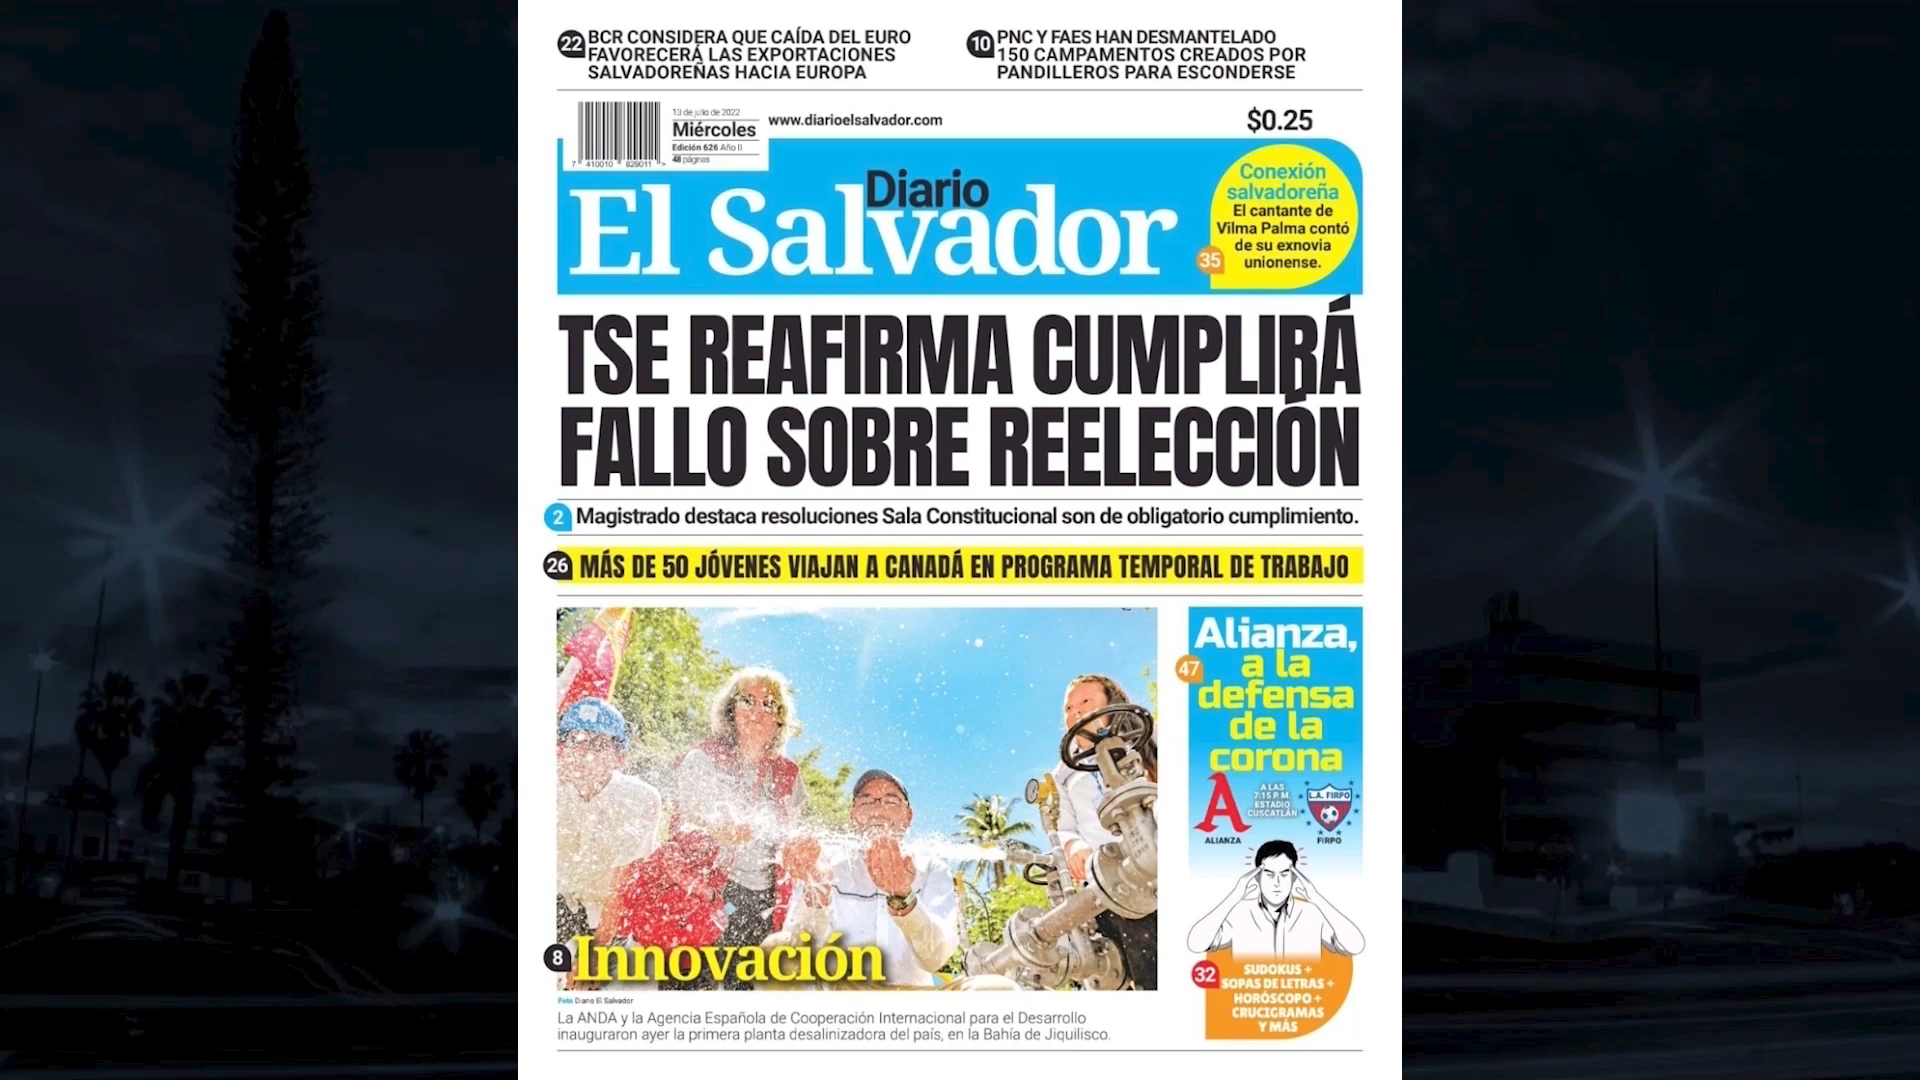 22 BCR CONSIDERA QUE CAÍDA DEL EURO
FAVORECERÁ LAS EXPORTACIONES
SALVADOREÑAS HACIA EUROPA
10 PNC Y FAES HAN DESMANTELADO
150 CAMPAMENTOS CREADOS POR
PANDILLEROS PARA ESCONDERSE
7 410010 829011 >
13 de julio de 2022
Miércoles
Edición 626 Año II
48 páginas
www.diarioelsalvador.com
$0.25
Diario
El Salvador
Conexión
salvadoreña
El cantante de
Vilma Palma contó
de su exnovia
35 unionense.
TSE REAFIRMA CUMPLIRÁ
FALLO SOBRE REELECCIÓN
2 Magistrado destaca resoluciones Sala Constitucional son de obligatorio cumplimiento.
26 MÁS DE 50 JÓVENES VIAJAN A CANADÁ EN PROGRAMA TEMPORAL DE TRABAJO
8 Innovación
Foto Diario El Salvador
La ANDA y la Agencia Española de Cooperación Internacional para el Desarrollo
inauguraron ayer la primera planta desalinizadora del país, en la Bahía de Jiquilisco.
Alianza,
47 a la
defensa
de la
corona
A
A LAS
7:15 P. M.
ESTADIO
CUSCATLÁN
L.A. FIRPO
ALIANZA
FIRPO
32 SUDOKUS +
SOPAS DE LETRAS +
HORÓSCOPO +
CRUCIGRAMAS
Y MÁS